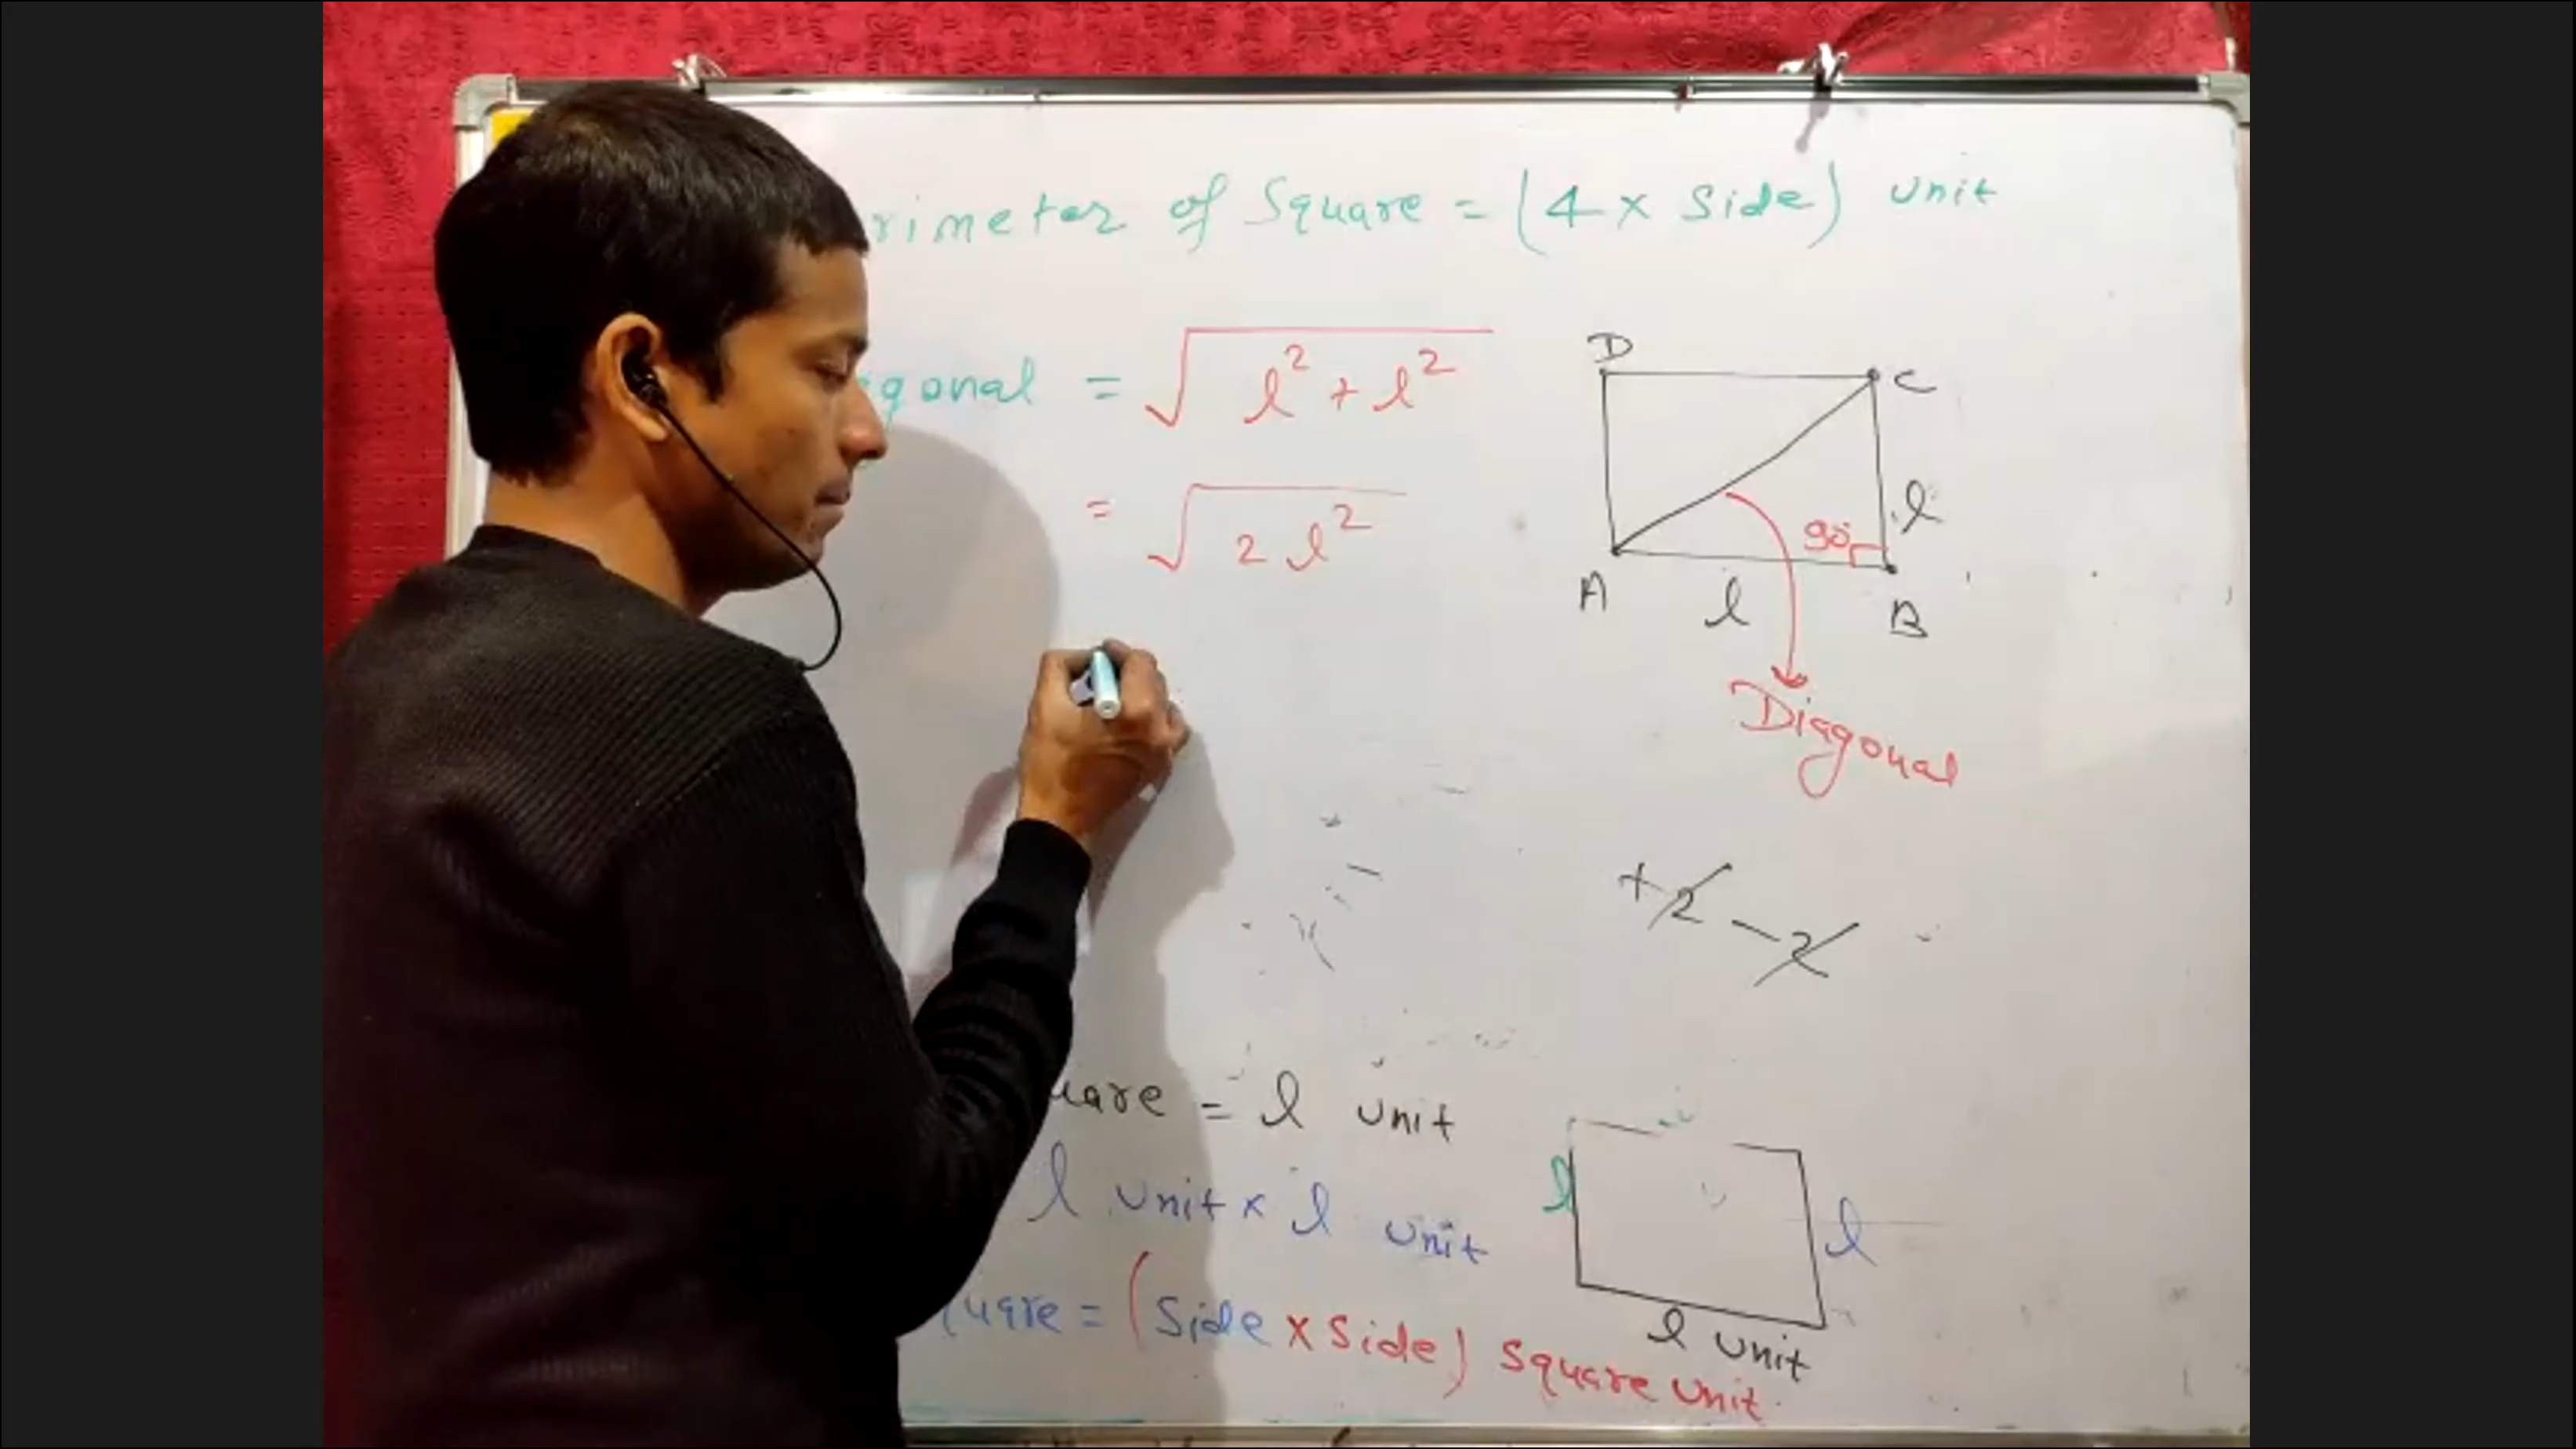 rimeter of Square = (4 x Side) unit
gonal = √ l² + l²
= √ 2 l²
D
C
l
90°
A
l
B
Diagonal
+2 - 2
uare = l unit
l unit x l unit
quare = (Side x Side) Square unit.
l
l
l unit